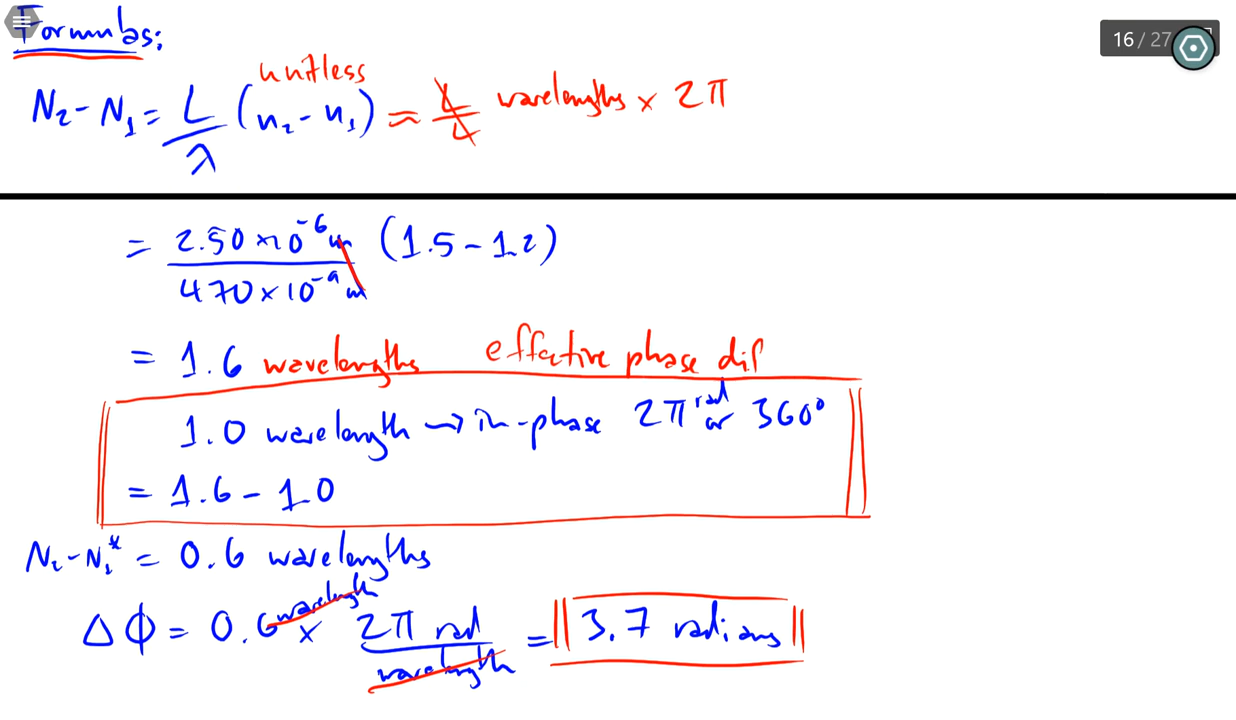 Formulas:
16 / 27
unitless
N₂ - N₁ = L/λ (n₂ - n₁) = wavelengths × 2π
= 2.50 × 10⁻⁶ m / 470 × 10⁻⁹ m (1.5 - 1.2)
= 1.6 wavelengths effective phase dif
1.0 wavelength → in-phase 2π rad or 360°
= 1.6 - 1.0
N₂ - N₁* = 0.6 wavelengths
Δϕ = 0.6 wavelength × 2π rad / wavelength = 3.7 radians